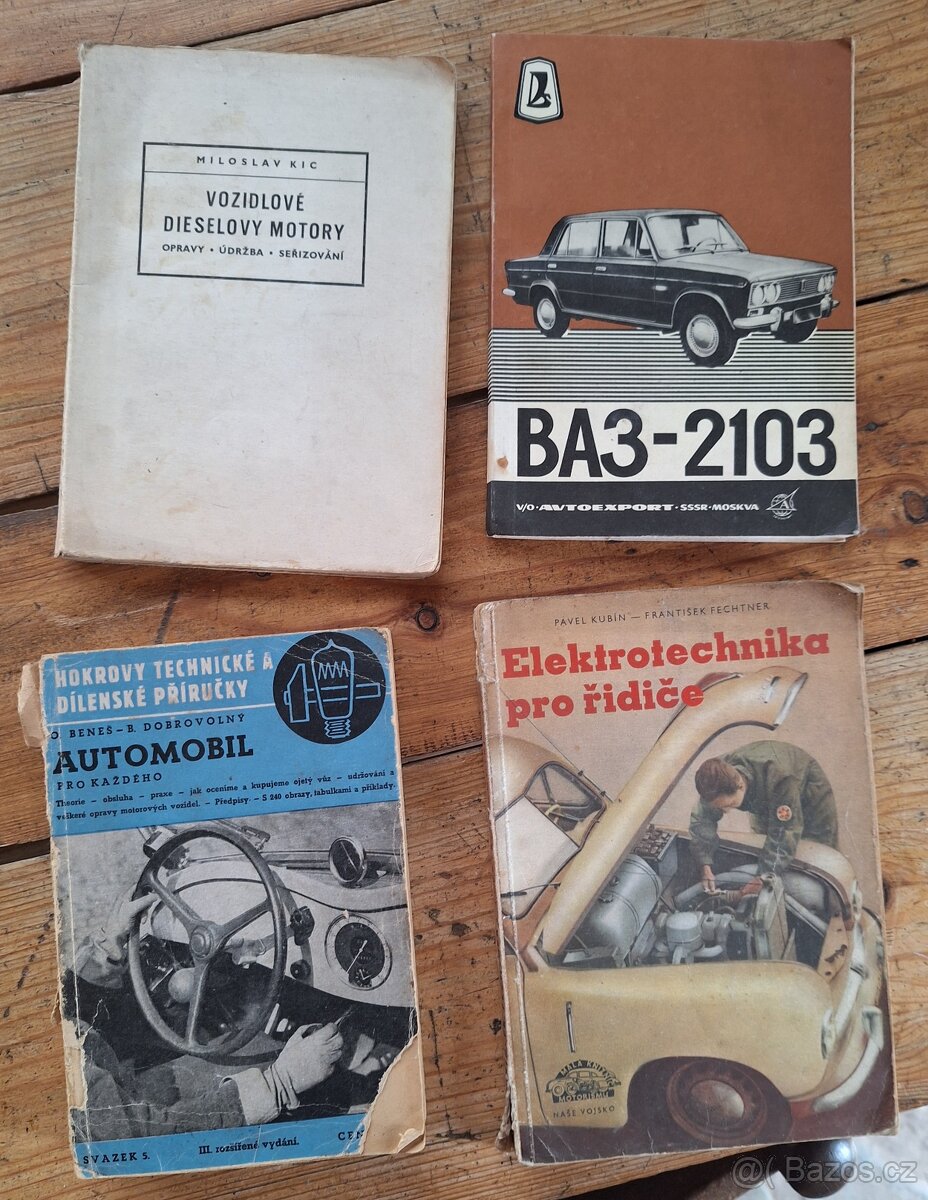 MILOSLAV KIC
VOZIDLOVÉ
DIESELOVY MOTORY
OPRAVY • ÚDRŽBA • SEŘIZOVÁNÍ
ВАЗ-2103
V/O • AVTOEXPORT • SSSR • MOSKVA
HOKROVY TECHNICKÉ A
DÍLENSKÉ PŘÍRUČKY
O. BENEŠ – B. DOBROVOLNÝ
AUTOMOBIL
PRO KAŽDÉHO
Theorie – obsluha – praxe – jak oceníme a kupujeme ojetý vůz – udržování a
veškeré opravy motorových vozidel. – Předpisy. – S 240 obrazy, tabulkami a příklady.
SVAZEK 5.
III. rozšířené vydání.
CEN
PAVEL KUBÍN — FRANTIŠEK FECHTNER
Elektrotechnika
pro řidiče
MALÁ KNIŽNICE
MOTORISMU
NAŠE VOJSKO
@( Bazos.cz